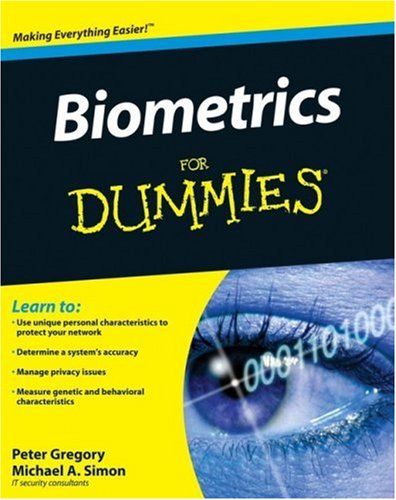 Making Everything Easier!™
Biometrics
FOR
DUMMIES®
Learn to:
• Use unique personal characteristics to
protect your network
• Determine a system's accuracy
• Manage privacy issues
• Measure genetic and behavioral
characteristics
0001101000
Peter Gregory
Michael A. Simon
IT security consultants